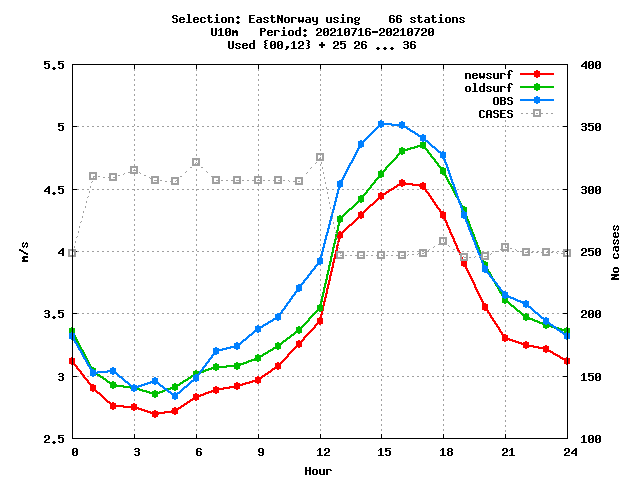 Selection: EastNorway using    66 stations
U10m   Period: 20210716-20210720
Used {00,12} + 25 26 ... 36
5.5
5
4.5
4
3.5
3
2.5
m/s
400
350
300
250
200
150
100
No cases
newsurf
oldsurf
OBS
CASES
0 3 6 9 12 15 18 21 24
Hour